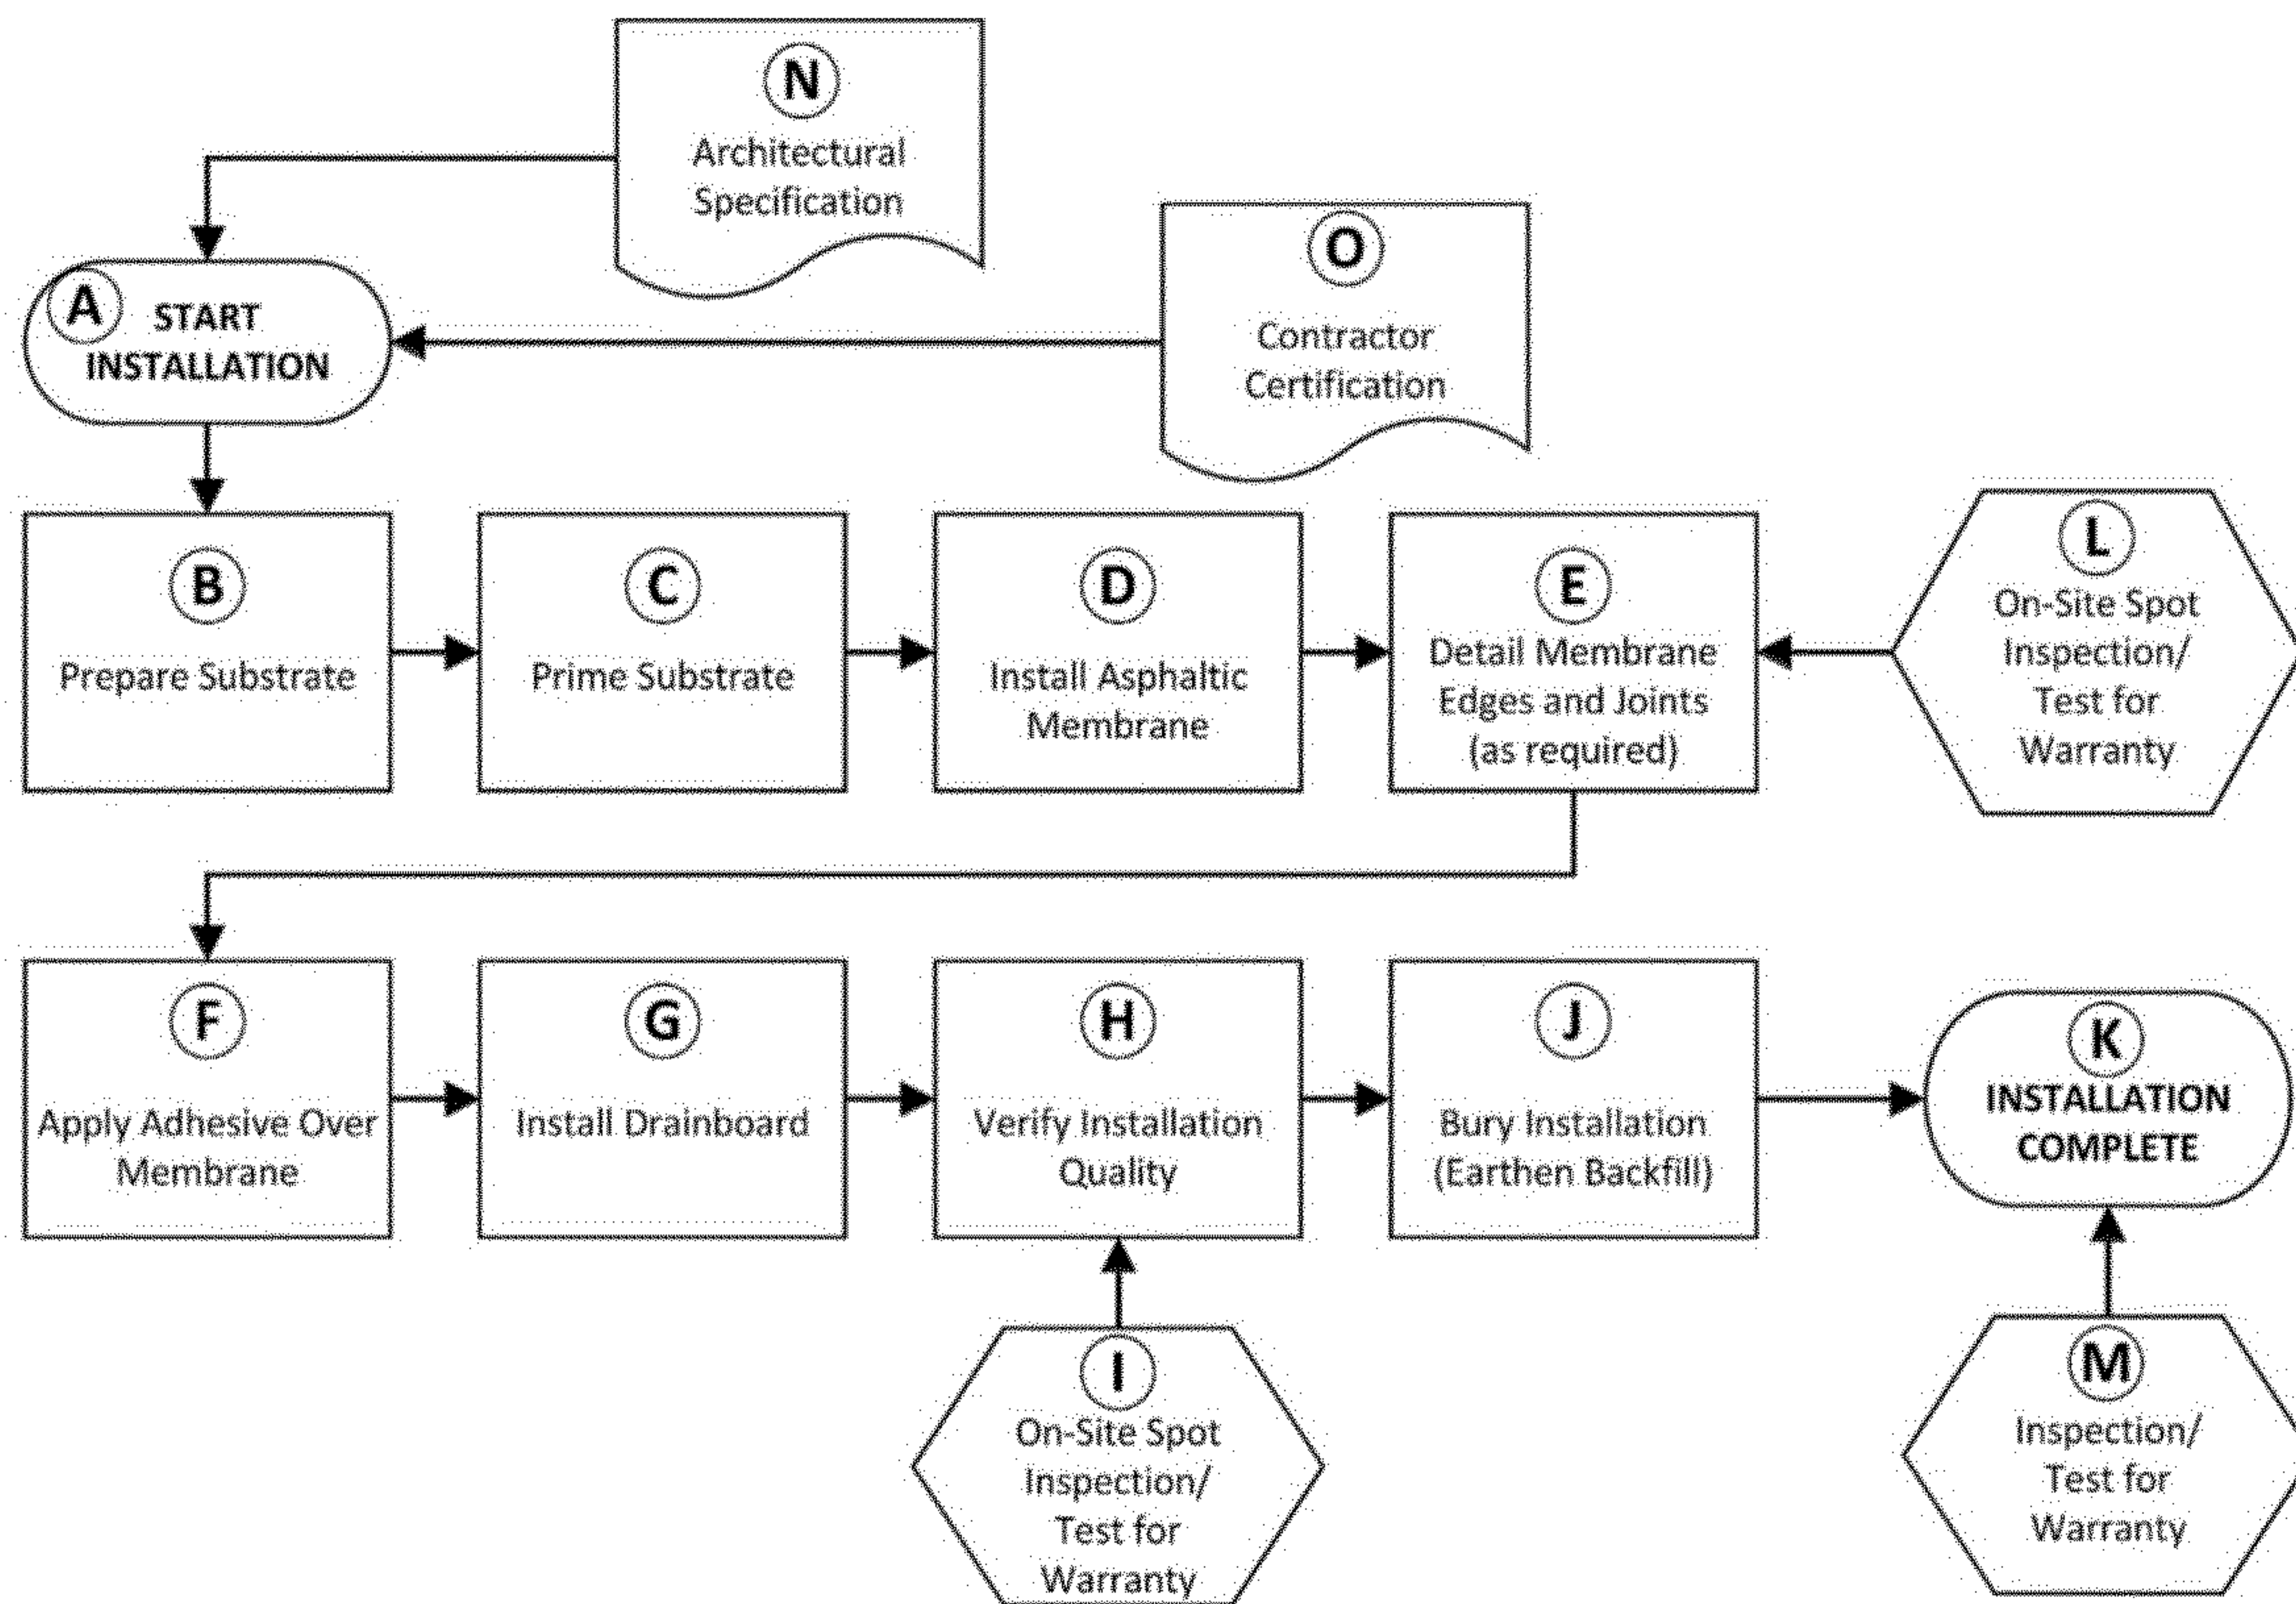 N
Architectural
Specification
O
Contractor
Certification
A
START
INSTALLATION
B
Prepare Substrate
C
Prime Substrate
D
Install Asphaltic
Membrane
E
Detail Membrane
Edges and Joints
(as required)
L
On-Site Spot
Inspection/
Test for
Warranty
F
Apply Adhesive Over
Membrane
G
Install Drainboard
H
Verify Installation
Quality
J
Bury Installation
(Earthen Backfill)
K
INSTALLATION
COMPLETE
I
On-Site Spot
Inspection/
Test for
Warranty
M
Inspection/
Test for
Warranty